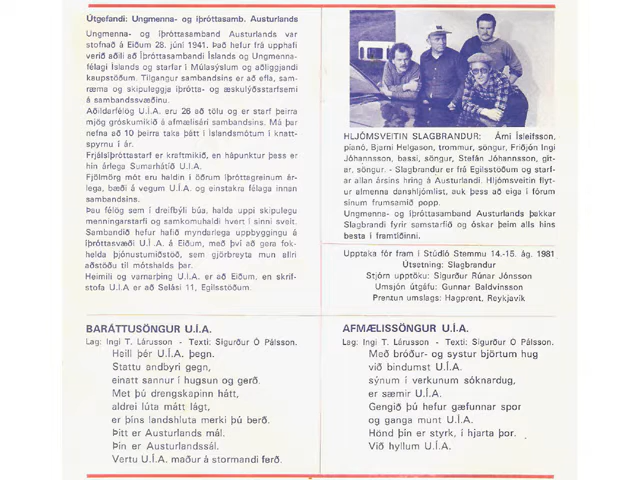 Útgefandi: Ungmenna- og íþróttasamb. Austurlands
Ungmenna- og íþróttasamband Austurlands var
stofnað á Eiðum 28. júní 1941. Það hefur frá upphafi
verið aðili að Íþróttasambandi Íslands og Ungmenna-
félagi Íslands og starfar í Múlasýslum og aðliggjandi
kaupstöðum. Tilgangur sambandsins er að efla, sam-
ræma og skipuleggja íþrótta- og æskulýðsstarfsemi
á sambandssvæðinu.
Aðildarfélög U.Í.A. eru 26 að tölu og er starf þeirra
mjög gróskumikið á afmælisári sambandsins. Má þar
nefna að 10 þeirra taka þátt í Íslandsmótum í knatt-
spyrnu í ár.
Frjálsíþróttastarf er kraftmikið, en hápunktur þess er
hin árlega Sumarhátíð U.Í.A.
Fjölmörg mót eru haldin í öðrum íþróttagreinum ár-
lega, bæði á vegum U.Í.A. og einstakra félaga innan
sambandsins.
Þau félög sem í dreifbýli búa, halda uppi skipulegu
menningarstarfi og samkomuhaldi hvert í sinni sveit.
Sambandið hefur hafið myndarlega uppbyggingu á
íþróttasvæði U.Í.A. á Eiðum, með því að gera fok-
helda þjónustumiðstöð, sem gjörbreyta mun allri
aðstöðu til mótshalds þar.
Heimili og varnarþing U.Í.A. er að Eiðum, en skrif-
stofa U.Í.A er að Selási 11, Egilsstöðum.
HLJÓMSVEITIN SLAGBRANDUR: Árni Ísleifsson,
píanó, Bjarni Helgason, trommur, söngur, Friðjón Ingi
Jóhannsson, bassi, söngur, Stefán Jóhannsson, gít-
ar, söngur. - Slagbrandur er frá Egilsstöðum og starf-
ar allan ársins hring á Austurlandi. Hljómsveitin flyt-
ur almenna danshljómlist, auk þess að eiga í fórum
sínum frumsamið popp.
Ungmenna- og íþróttasamband Austurlands þakkar
Slagbrandi fyrir samstarfið og óskar þeim alls hins
besta í framtíðinni.
Upptaka fór fram í Stúdíó Stemmu 14.-15. ág. 1981
Útsetning: Slagbrandur
Stjórn upptöku: Sigurður Rúnar Jónsson
Umsjón útgáfu: Gunnar Baldvinsson
Prentun umslags: Hagprent, Reykjavík
BARÁTTUSÖNGUR U.Í.A.
Lag: Ingi T. Lárusson - Texti: Sigurður Ó Pálsson.
Heill þér U.Í.A. þegn.
Stattu andbyri gegn,
einatt sannur í hugsun og gerð.
Met þú drengskapinn hátt,
aldrei lúta mátt lágt,
er þíns landshluta merki þú berð.
Þitt er Austurlands mál.
Þín er Austurlandssál.
Vertu U.Í.A. maður á stormandi ferð.
AFMÆLISSÖNGUR U.Í.A.
Lag: Ingi T. Lárusson - Texti: Sigurður Ó Pálsson.
Með bróður- og systur björtum hug
við bindumst U.Í.A.
sýnum í verkunum sóknardug,
er sæmir U.Í.A.
Gengið þú hefur gæfunnar spor
og ganga munt U.Í.A.
Hönd þín er styrk, í hjarta þor.
Við hyllum U.Í.A.